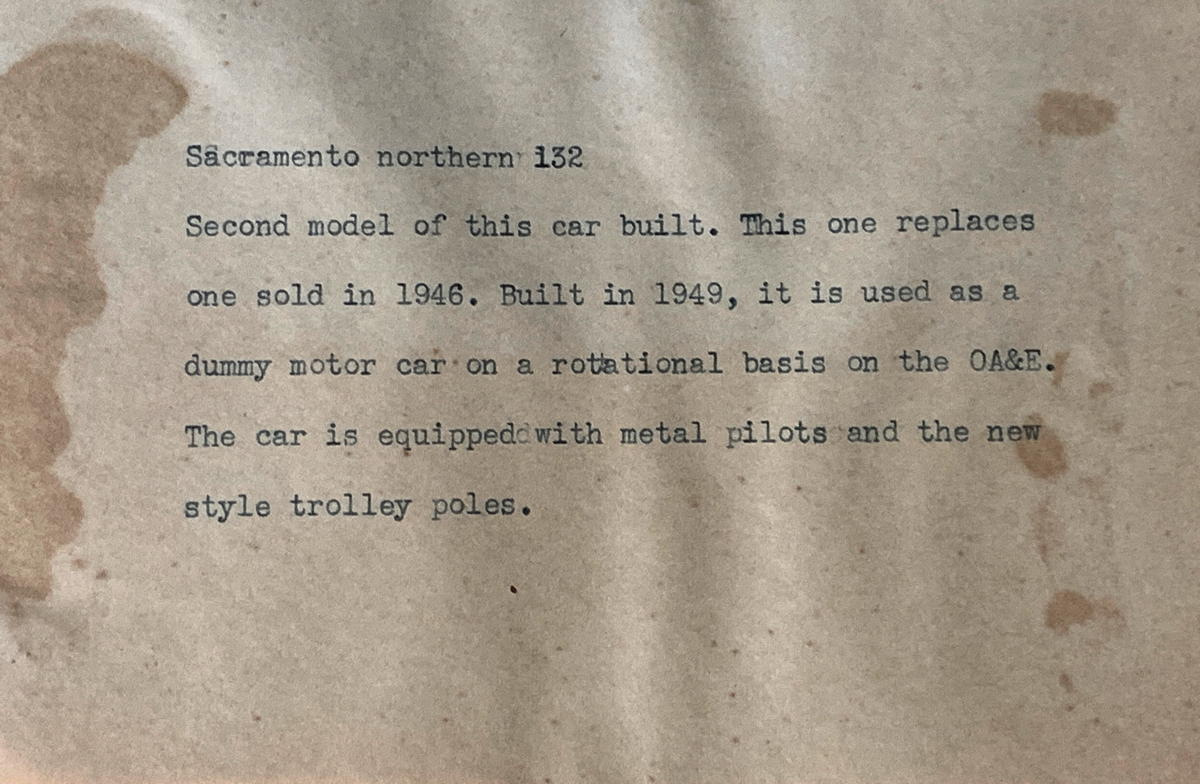 Sacramento northern 132
Second model of this car built. This one replaces
one sold in 1946. Built in 1949, it is used as a
dummy motor car on a rottational basis on the OA&E.
The car is equipped with metal pilots and the new
style trolley poles.